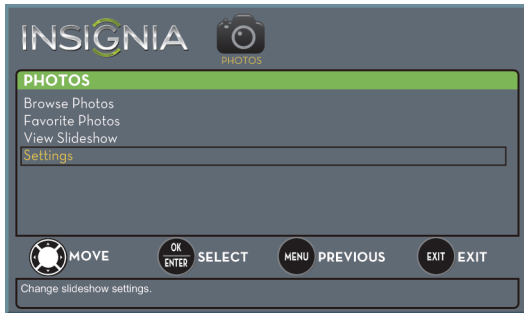 INSIGNIA
PHOTOS
PHOTOS
Browse Photos
Favorite Photos
View Slideshow
Settings
MOVE OK ENTER SELECT MENU PREVIOUS EXIT EXIT
Change slideshow settings.